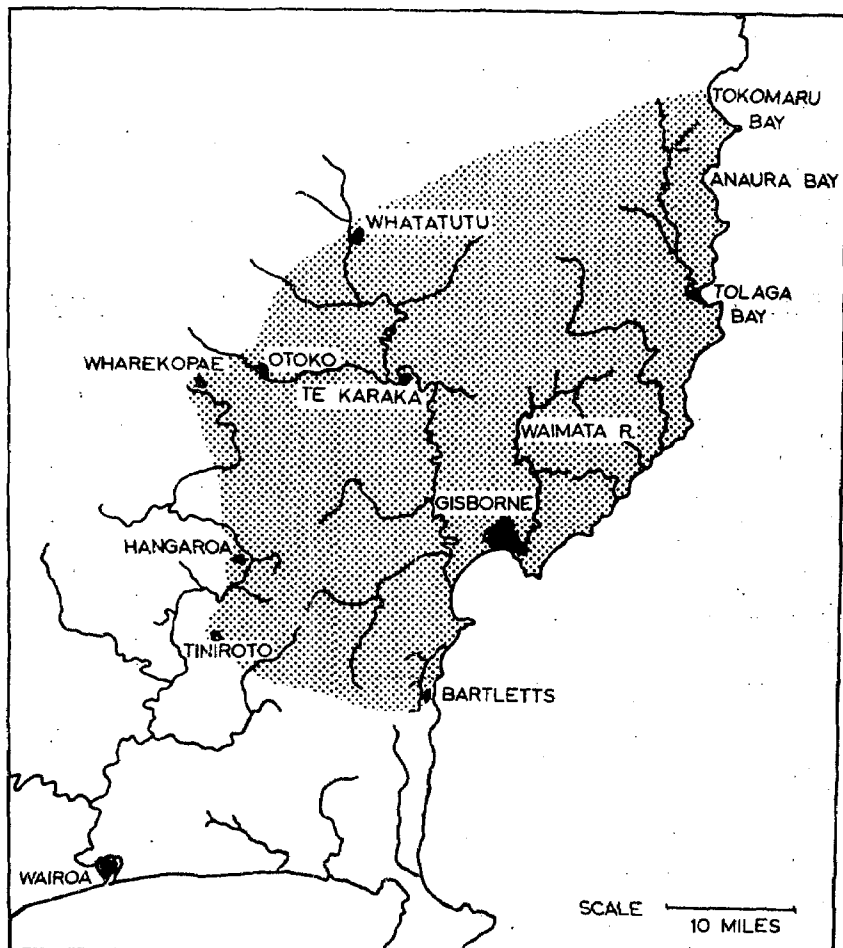 TOKOMARU
BAY
ANAURA BAY
WHATATUTU
TOLAGA
BAY
OTOKO
WHAREKOPAE
TE KARAKA
WAIMATA R.
GISBORNE
HANGAROA
TINIROTO
BARTLETTS
WAIROA
SCALE
10 MILES